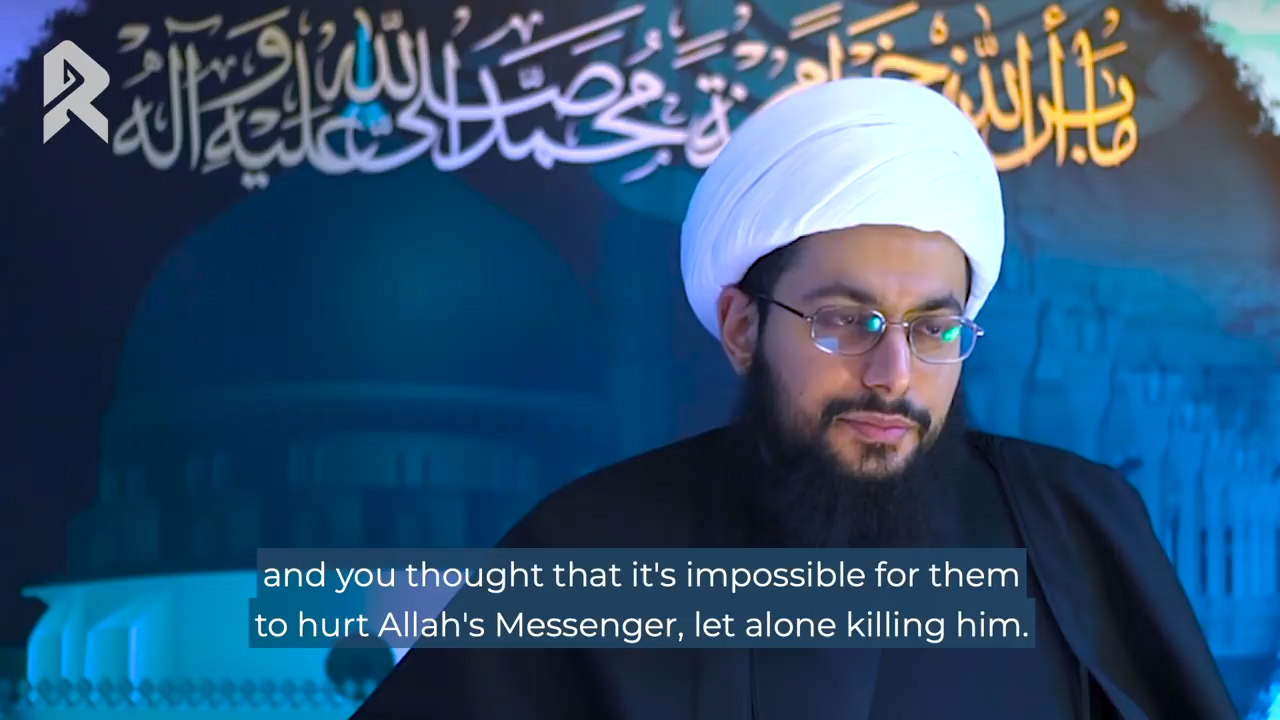 محمد صلى الله عليه وآله
and you thought that it's impossible for them
to hurt Allah's Messenger, let alone killing him.